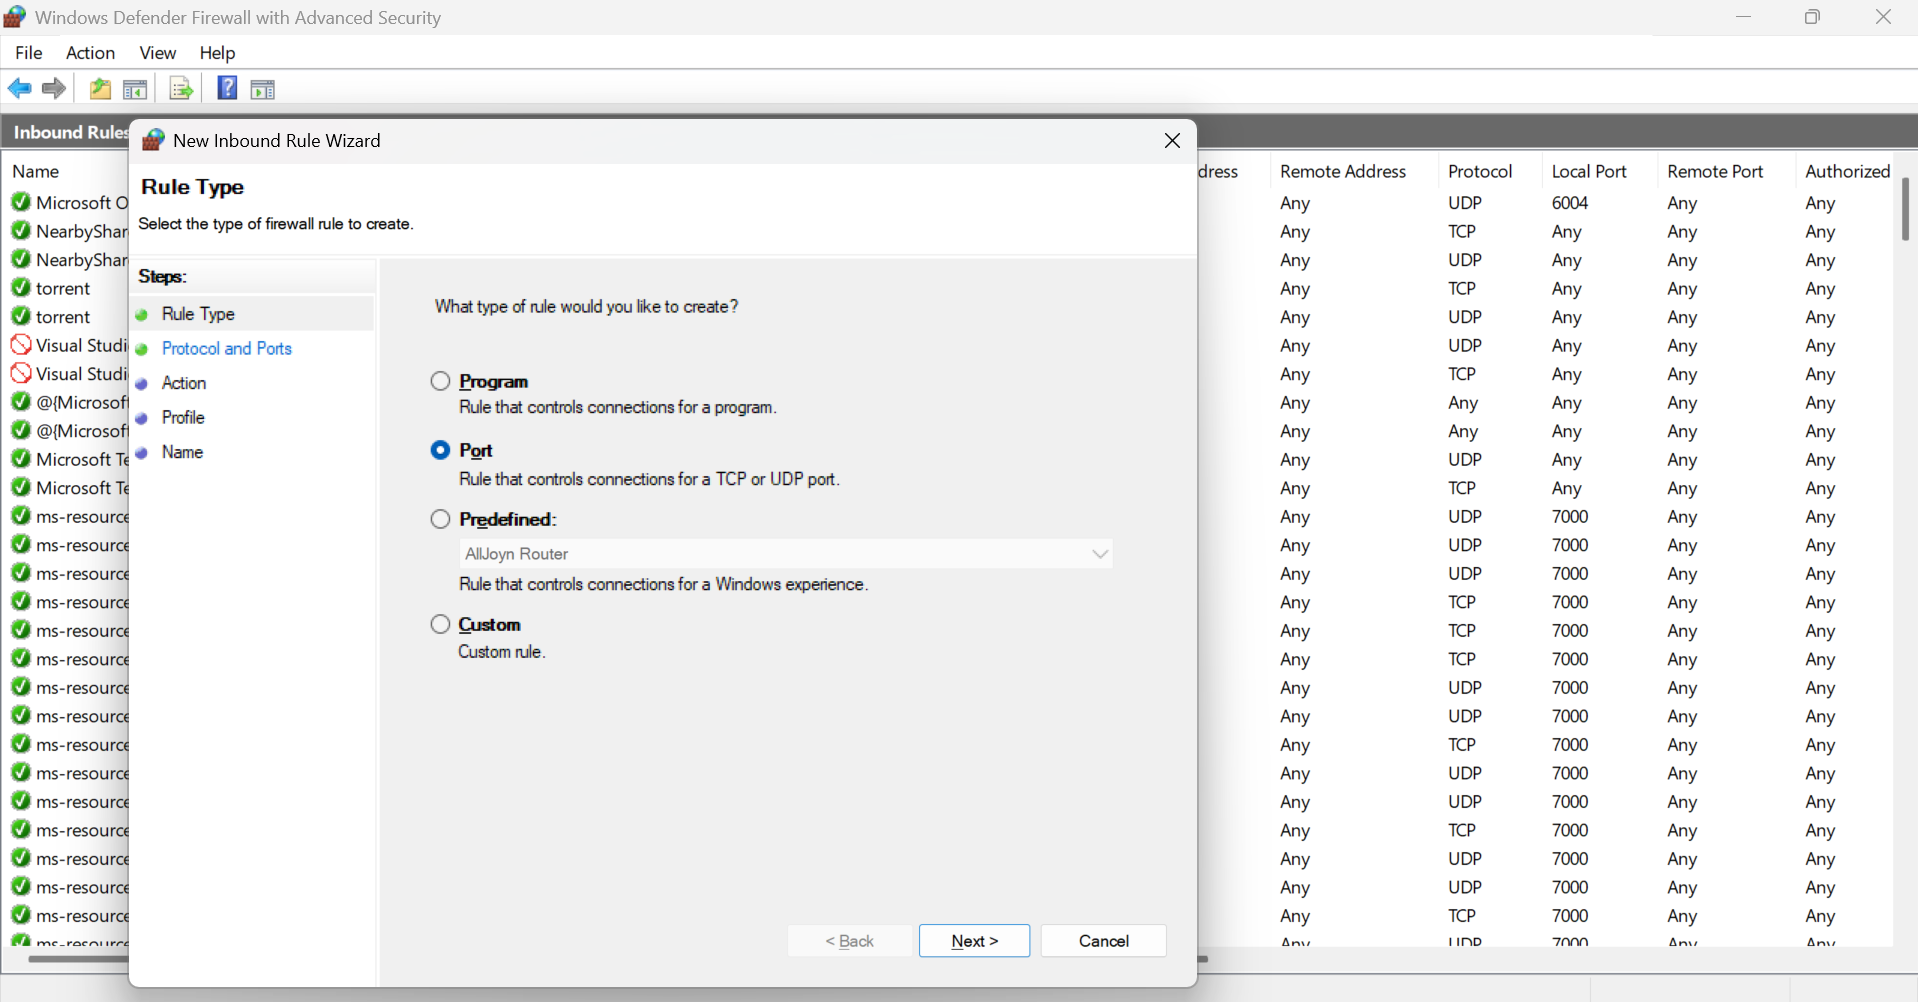 Windows Defender Firewall with Advanced Security
File Action View Help
Inbound Rules
New Inbound Rule Wizard
Rule Type
Select the type of firewall rule to create.
Steps:
Rule Type
Protocol and Ports
Action
Profile
Name
What type of rule would you like to create?
Program
Rule that controls connections for a program.
Port
Rule that controls connections for a TCP or UDP port.
Predefined:
AllJoyn Router
Rule that controls connections for a Windows experience.
Custom
Custom rule.
< Back Next > Cancel
Name dress Remote Address Protocol Local Port Remote Port Authorized
Microsoft O Any UDP 6004 Any Any
NearbyShar Any TCP Any Any Any
NearbyShar Any UDP Any Any Any
torrent Any TCP Any Any Any
torrent Any UDP Any Any Any
Visual Studi Any UDP Any Any Any
Visual Studi Any TCP Any Any Any
@{Microsoft Any Any Any Any Any
@{Microsoft Any Any Any Any Any
Microsoft Te Any UDP Any Any Any
Microsoft Te Any TCP Any Any Any
ms-resource Any UDP 7000 Any Any
ms-resource Any UDP 7000 Any Any
ms-resource Any UDP 7000 Any Any
ms-resource Any TCP 7000 Any Any
ms-resource Any TCP 7000 Any Any
ms-resource Any TCP 7000 Any Any
ms-resource Any UDP 7000 Any Any
ms-resource Any UDP 7000 Any Any
ms-resource Any TCP 7000 Any Any
ms-resource Any UDP 7000 Any Any
ms-resource Any UDP 7000 Any Any
ms-resource Any TCP 7000 Any Any
ms-resource Any UDP 7000 Any Any
ms-resource Any UDP 7000 Any Any
ms-resource Any TCP 7000 Any Any
ms-resource Any UDP 7000 Any Any